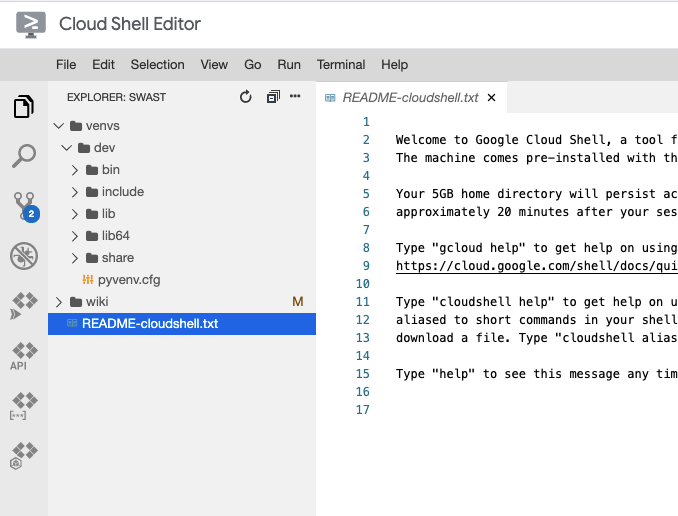 Cloud Shell Editor
File Edit Selection View Go Run Terminal Help
EXPLORER: SWAST
venvs
dev
bin
include
lib
lib64
share
pyvenv.cfg
wiki M
README-cloudshell.txt
2
API
README-cloudshell.txt
1
2 Welcome to Google Cloud Shell, a tool f
3 The machine comes pre-installed with th
4
5 Your 5GB home directory will persist ac
6 approximately 20 minutes after your ses
7
8 Type "gcloud help" to get help on using
9 https://cloud.google.com/shell/docs/qui
10
11 Type "cloudshell help" to get help on u
12 aliased to short commands in your shell
13 download a file. Type "cloudshell alias
14
15 Type "help" to see this message any tim
16
17